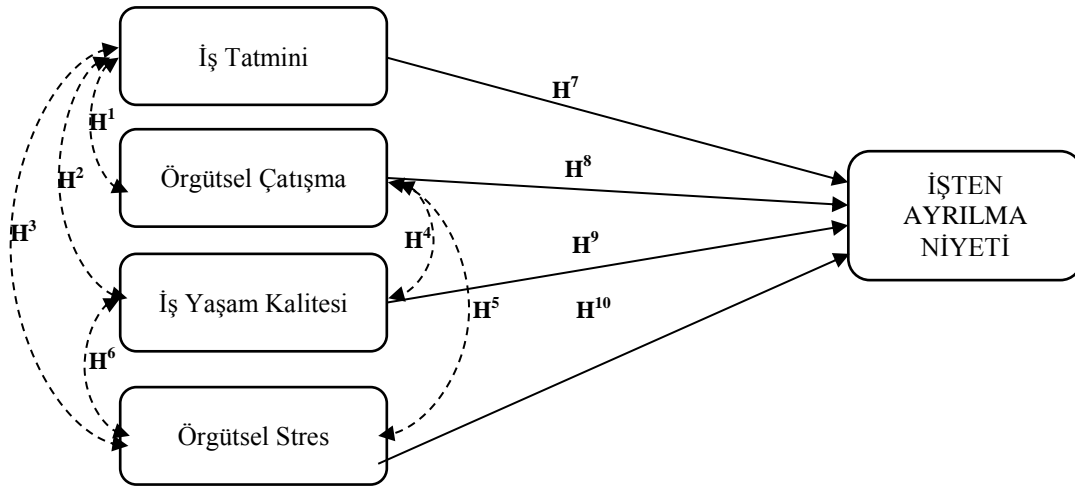 İş Tatmini
H7
H1
Örgütsel Çatışma
H8
H2
İŞTEN
AYRILMA
NİYETİ
H3
H4
H9
İş Yaşam Kalitesi
H5
H10
H6
Örgütsel Stres